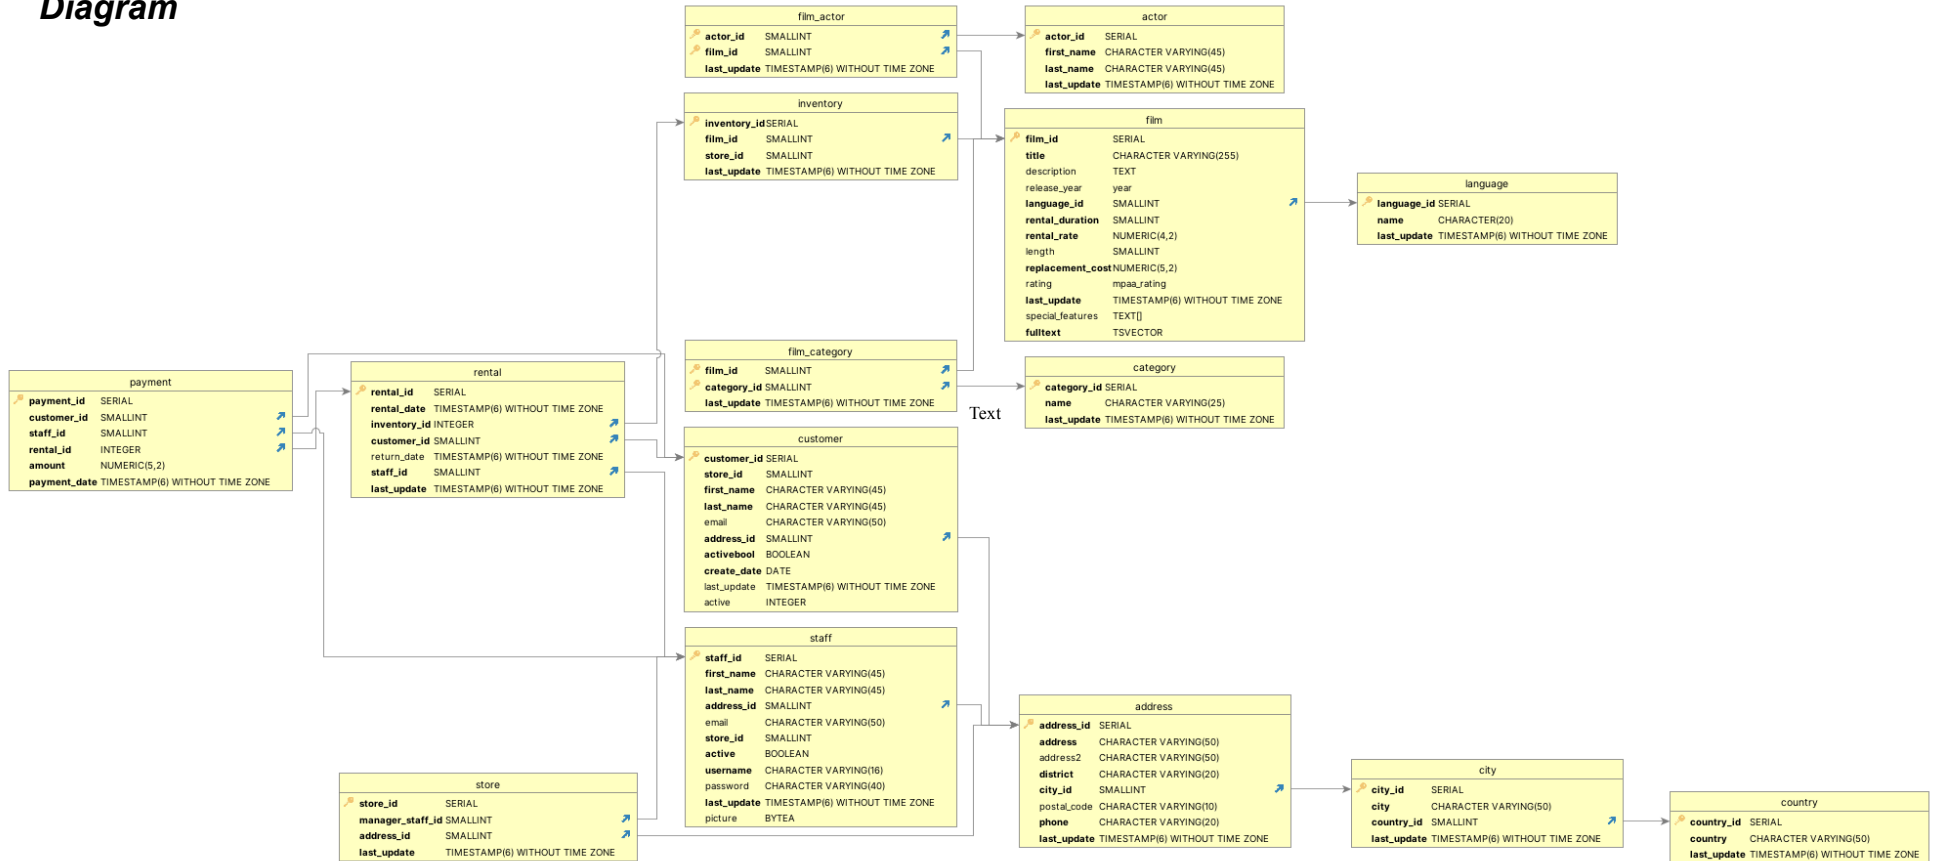 Diagram
film_actor
actor_id SMALLINT
film_id SMALLINT
last_update TIMESTAMP(6) WITHOUT TIME ZONE
actor
actor_id SERIAL
first_name CHARACTER VARYING(45)
last_name CHARACTER VARYING(45)
last_update TIMESTAMP(6) WITHOUT TIME ZONE
inventory
inventory_id SERIAL
film_id SMALLINT
store_id SMALLINT
last_update TIMESTAMP(6) WITHOUT TIME ZONE
film
film_id SERIAL
title CHARACTER VARYING(255)
description TEXT
release_year year
language_id SMALLINT
rental_duration SMALLINT
rental_rate NUMERIC(4,2)
length SMALLINT
replacement_cost NUMERIC(5,2)
rating mpaa_rating
last_update TIMESTAMP(6) WITHOUT TIME ZONE
special_features TEXT[]
fulltext TSVECTOR
language
language_id SERIAL
name CHARACTER(20)
last_update TIMESTAMP(6) WITHOUT TIME ZONE
payment
payment_id SERIAL
customer_id SMALLINT
staff_id SMALLINT
rental_id INTEGER
amount NUMERIC(5,2)
payment_date TIMESTAMP(6) WITHOUT TIME ZONE
rental
rental_id SERIAL
rental_date TIMESTAMP(6) WITHOUT TIME ZONE
inventory_id INTEGER
customer_id SMALLINT
return_date TIMESTAMP(6) WITHOUT TIME ZONE
staff_id SMALLINT
last_update TIMESTAMP(6) WITHOUT TIME ZONE
film_category
film_id SMALLINT
category_id SMALLINT
last_update TIMESTAMP(6) WITHOUT TIME ZONE
category
category_id SERIAL
name CHARACTER VARYING(25)
last_update TIMESTAMP(6) WITHOUT TIME ZONE
Text
customer
customer_id SERIAL
store_id SMALLINT
first_name CHARACTER VARYING(45)
last_name CHARACTER VARYING(45)
email CHARACTER VARYING(50)
address_id SMALLINT
activebool BOOLEAN
create_date DATE
last_update TIMESTAMP(6) WITHOUT TIME ZONE
active INTEGER
staff
staff_id SERIAL
first_name CHARACTER VARYING(45)
last_name CHARACTER VARYING(45)
address_id SMALLINT
email CHARACTER VARYING(50)
store_id SMALLINT
active BOOLEAN
username CHARACTER VARYING(16)
password CHARACTER VARYING(40)
last_update TIMESTAMP(6) WITHOUT TIME ZONE
picture BYTEA
store
store_id SERIAL
manager_staff_id SMALLINT
address_id SMALLINT
last_update TIMESTAMP(6) WITHOUT TIME ZONE
address
address_id SERIAL
address CHARACTER VARYING(50)
address2 CHARACTER VARYING(50)
district CHARACTER VARYING(20)
city_id SMALLINT
postal_code CHARACTER VARYING(10)
phone CHARACTER VARYING(20)
last_update TIMESTAMP(6) WITHOUT TIME ZONE
city
city_id SERIAL
city CHARACTER VARYING(50)
country_id SMALLINT
last_update TIMESTAMP(6) WITHOUT TIME ZONE
country
country_id SERIAL
country CHARACTER VARYING(50)
last_update TIMESTAMP(6) WITHOUT TIME ZONE